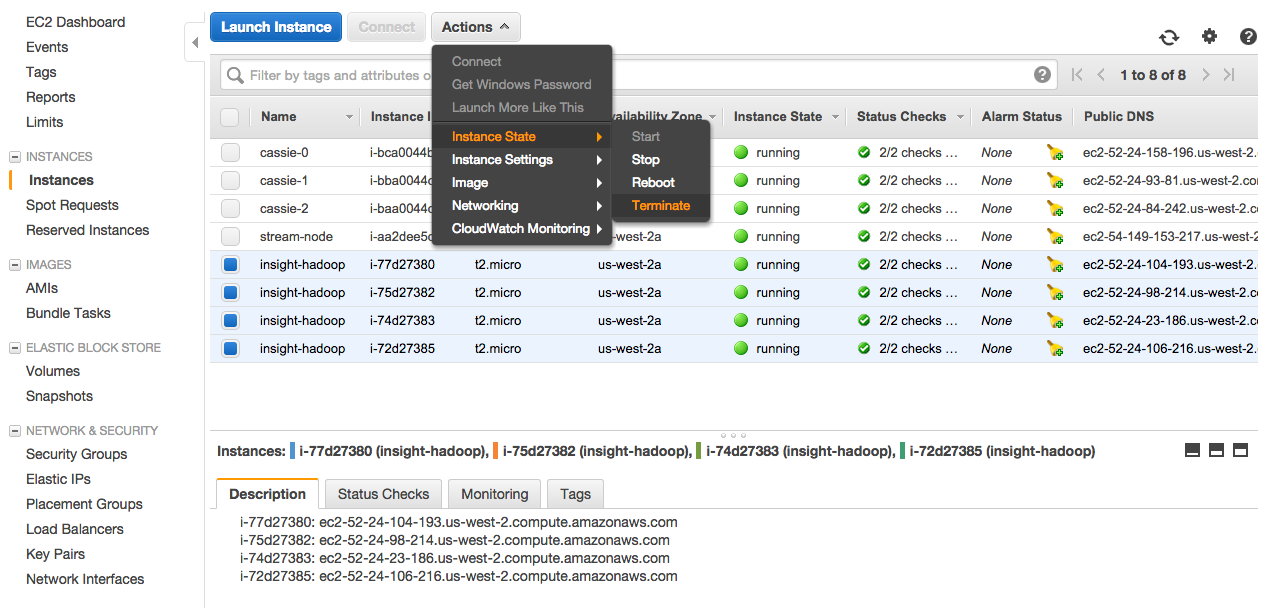 EC2 Dashboard
Events
Tags
Reports
Limits
INSTANCES
Instances
Spot Requests
Reserved Instances
IMAGES
AMIs
Bundle Tasks
ELASTIC BLOCK STORE
Volumes
Snapshots
NETWORK & SECURITY
Security Groups
Elastic IPs
Placement Groups
Load Balancers
Key Pairs
Network Interfaces
Launch Instance Connect Actions
Filter by tags and attributes o
1 to 8 of 8
Connect
Get Windows Password
Launch More Like This
Instance State
Instance Settings
Image
Networking
CloudWatch Monitoring
Start
Stop
Reboot
Terminate
Name Instance I vailability Zone Instance State Status Checks Alarm Status Public DNS
cassie-0 i-bca0044b running 2/2 checks ... None ec2-52-24-158-196.us-west-2.
cassie-1 i-bba0044c running 2/2 checks ... None ec2-52-24-93-81.us-west-2.co
cassie-2 i-baa0044c running 2/2 checks ... None ec2-52-24-84-242.us-west-2.
stream-node i-aa2dee5c -west-2a running 2/2 checks ... None ec2-54-149-153-217.us-west-2
insight-hadoop i-77d27380 t2.micro us-west-2a running 2/2 checks ... None ec2-52-24-104-193.us-west-2.
insight-hadoop i-75d27382 t2.micro us-west-2a running 2/2 checks ... None ec2-52-24-98-214.us-west-2.c
insight-hadoop i-74d27383 t2.micro us-west-2a running 2/2 checks ... None ec2-52-24-23-186.us-west-2.c
insight-hadoop i-72d27385 t2.micro us-west-2a running 2/2 checks ... None ec2-52-24-106-216.us-west-2.
Instances: i-77d27380 (insight-hadoop), i-75d27382 (insight-hadoop), i-74d27383 (insight-hadoop), i-72d27385 (insight-hadoop)
Description Status Checks Monitoring Tags
i-77d27380: ec2-52-24-104-193.us-west-2.compute.amazonaws.com
i-75d27382: ec2-52-24-98-214.us-west-2.compute.amazonaws.com
i-74d27383: ec2-52-24-23-186.us-west-2.compute.amazonaws.com
i-72d27385: ec2-52-24-106-216.us-west-2.compute.amazonaws.com